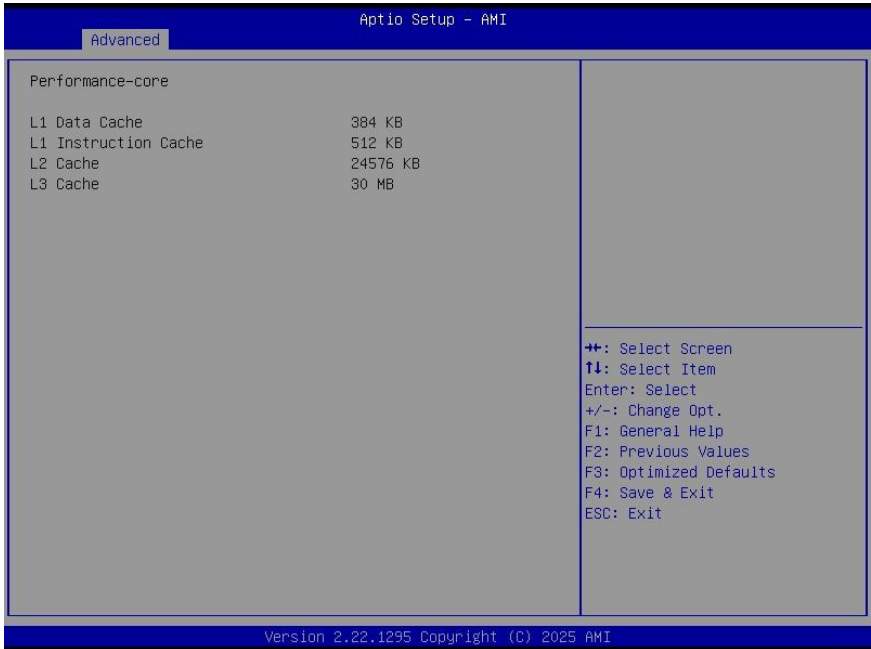 Aptio Setup – AMI
Advanced
Performance-core
L1 Data Cache 384 KB
L1 Instruction Cache 512 KB
L2 Cache 24576 KB
L3 Cache 30 MB
→←: Select Screen
↑↓: Select Item
Enter: Select
+/-: Change Opt.
F1: General Help
F2: Previous Values
F3: Optimized Defaults
F4: Save & Exit
ESC: Exit
Version 2.22.1295 Copyright (C) 2025 AMI